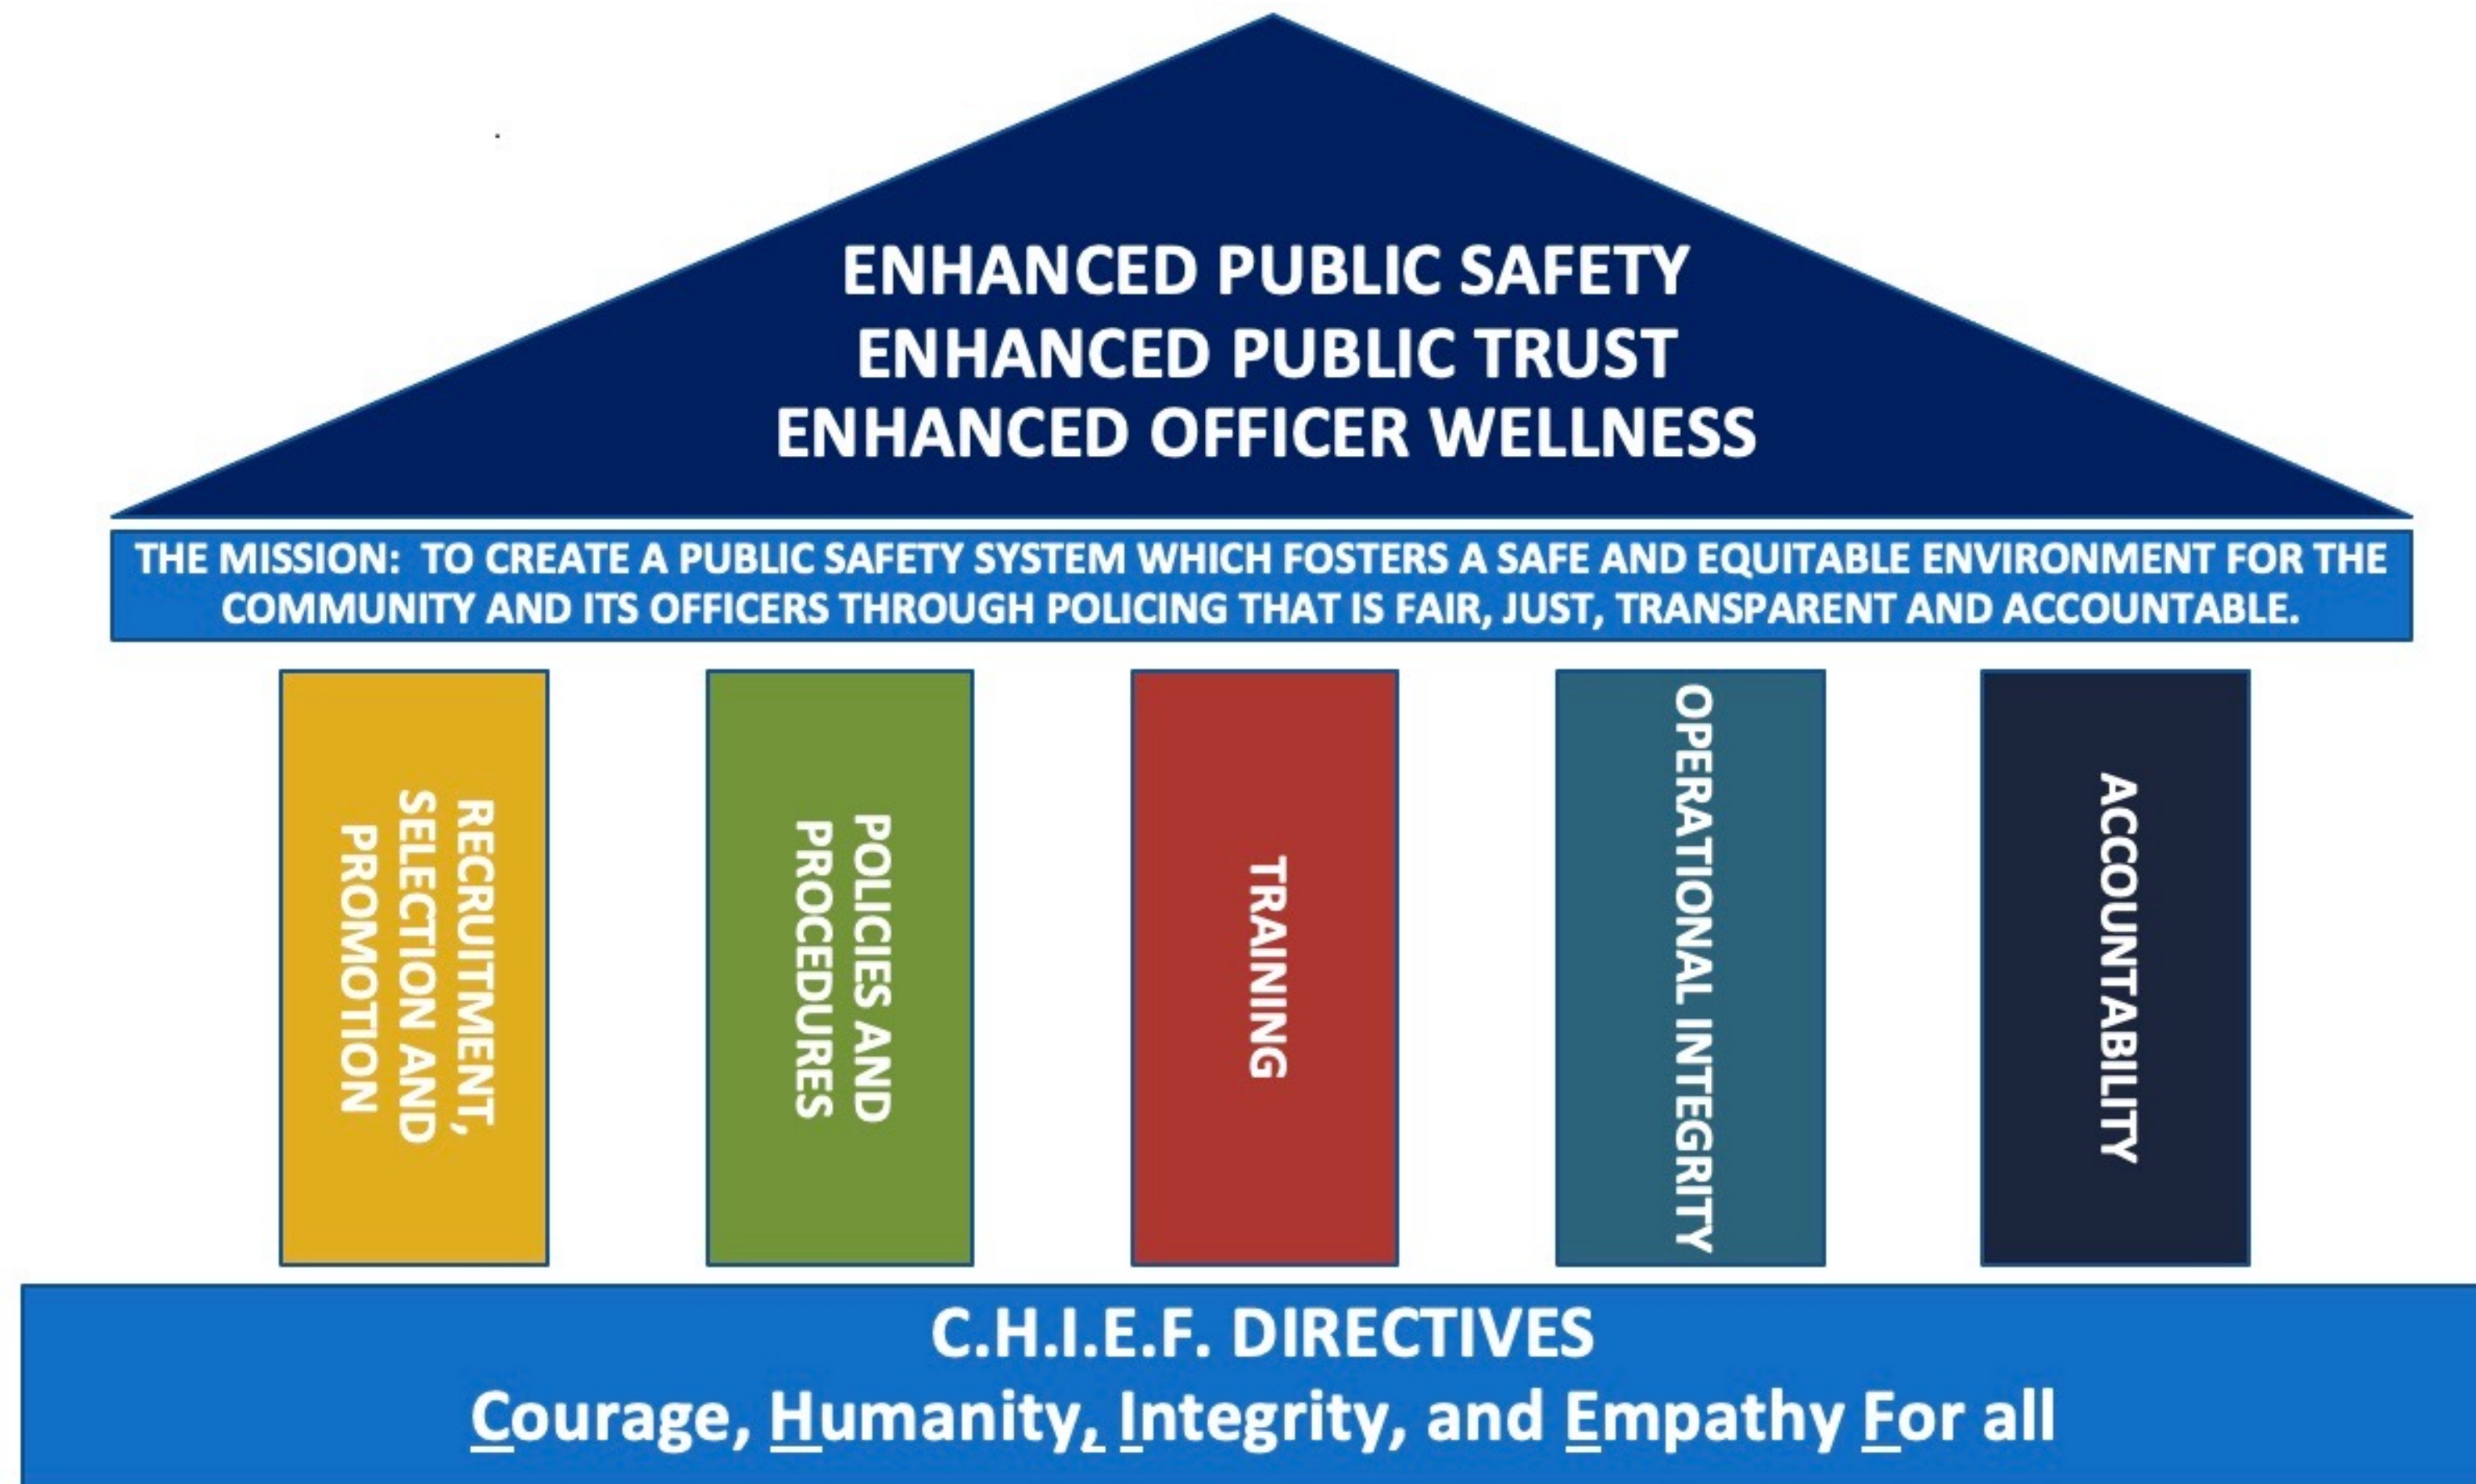 ENHANCED PUBLIC SAFETY
ENHANCED PUBLIC TRUST
ENHANCED OFFICER WELLNESS
THE MISSION: TO CREATE A PUBLIC SAFETY SYSTEM WHICH FOSTERS A SAFE AND EQUITABLE ENVIRONMENT FOR THE
COMMUNITY AND ITS OFFICERS THROUGH POLICING THAT IS FAIR, JUST, TRANSPARENT AND ACCOUNTABLE.
RECRUITMENT,
SELECTION AND
PROMOTION
POLICIES AND
PROCEDURES
TRAINING
OPERATIONAL INTEGRITY
ACCOUNTABILITY
C.H.I.E.F. DIRECTIVES
Courage, Humanity, Integrity, and Empathy For all